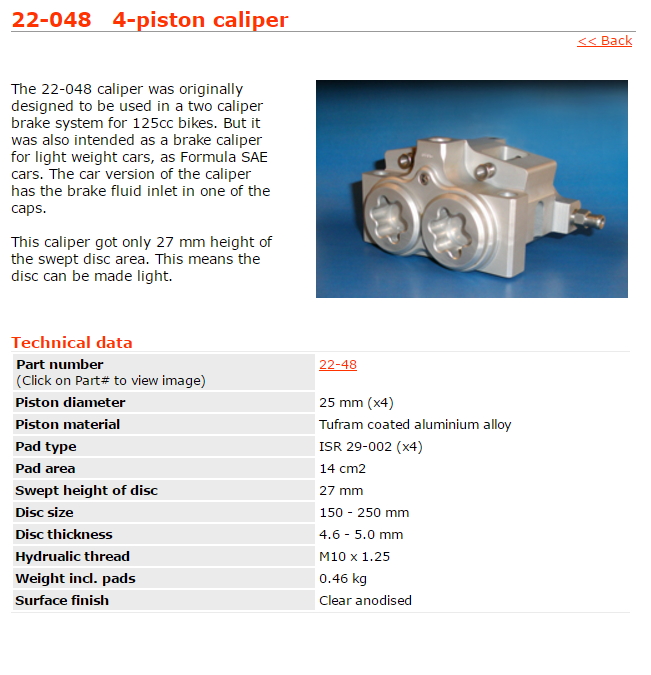 22-048 4-piston caliper
<< Back
The 22-048 caliper was originally
designed to be used in a two caliper
brake system for 125cc bikes. But it
was also intended as a brake caliper
for light weight cars, as Formula SAE
cars. The car version of the caliper
has the brake fluid inlet in one of the
caps.
This caliper got only 27 mm height of
the swept disc area. This means the
disc can be made light.
Technical data
Part number 22-48
(Click on Part# to view image)
Piston diameter 25 mm (x4)
Piston material Tufram coated aluminium alloy
Pad type ISR 29-002 (x4)
Pad area 14 cm2
Swept height of disc 27 mm
Disc size 150 - 250 mm
Disc thickness 4.6 - 5.0 mm
Hydrualic thread M10 x 1.25
Weight incl. pads 0.46 kg
Surface finish Clear anodised